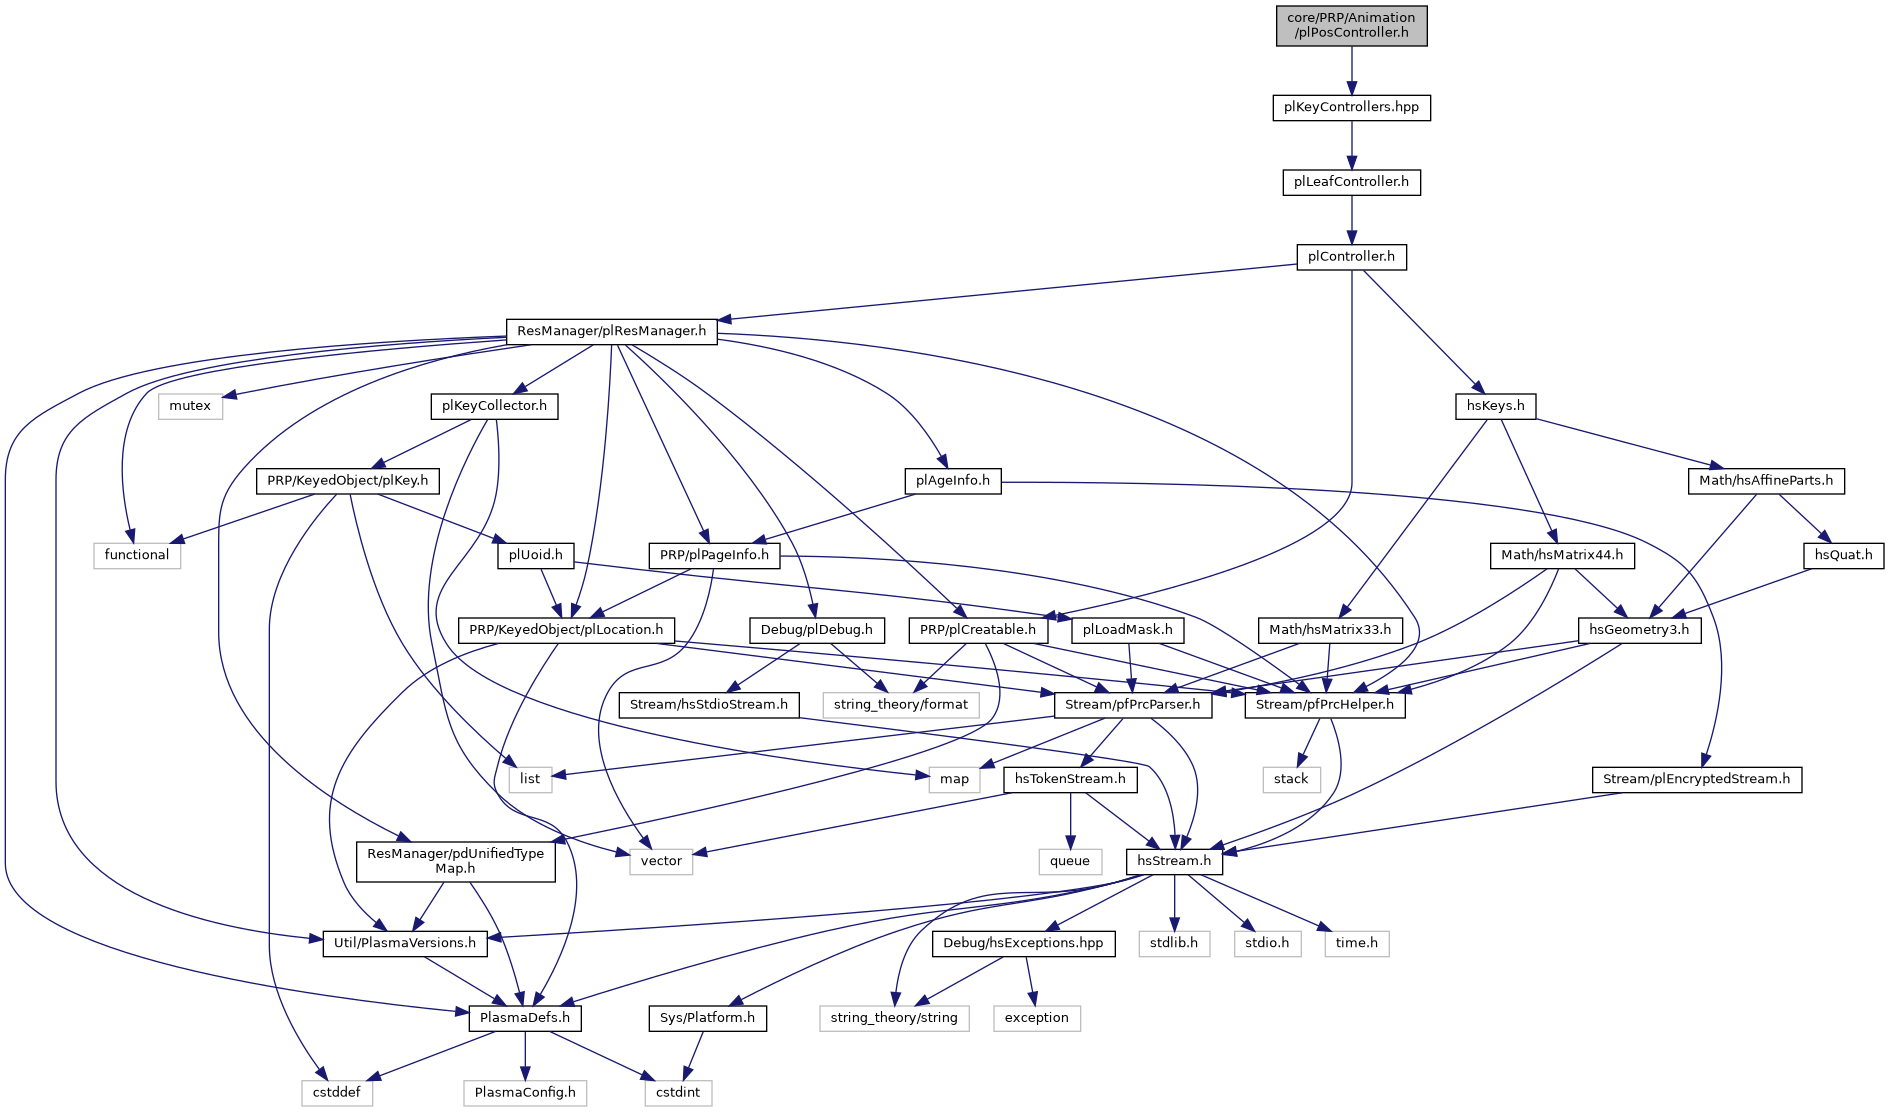 core/PRP/Animation
/plPosController.h
plKeyControllers.hpp
plLeafController.h
plController.h
ResManager/plResManager.h
mutex
plKeyCollector.h
hsKeys.h
PRP/KeyedObject/plKey.h
plAgeInfo.h
Math/hsAffineParts.h
functional
plUoid.h
PRP/plPageInfo.h
Math/hsMatrix44.h
hsQuat.h
PRP/KeyedObject/plLocation.h
Debug/plDebug.h
PRP/plCreatable.h
plLoadMask.h
Math/hsMatrix33.h
hsGeometry3.h
Stream/hsStdioStream.h
string_theory/format
Stream/pfPrcParser.h
Stream/pfPrcHelper.h
list
map
hsTokenStream.h
stack
Stream/plEncryptedStream.h
ResManager/pdUnifiedType
Map.h
vector
queue
hsStream.h
Util/PlasmaVersions.h
Debug/hsExceptions.hpp
stdlib.h
stdio.h
time.h
PlasmaDefs.h
Sys/Platform.h
string_theory/string
exception
cstddef
PlasmaConfig.h
cstdint